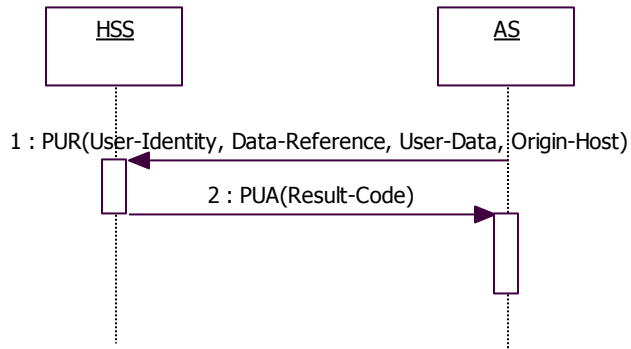 HSS
AS
1 : PUR(User-Identity, Data-Reference, User-Data, Origin-Host)
2 : PUA(Result-Code)